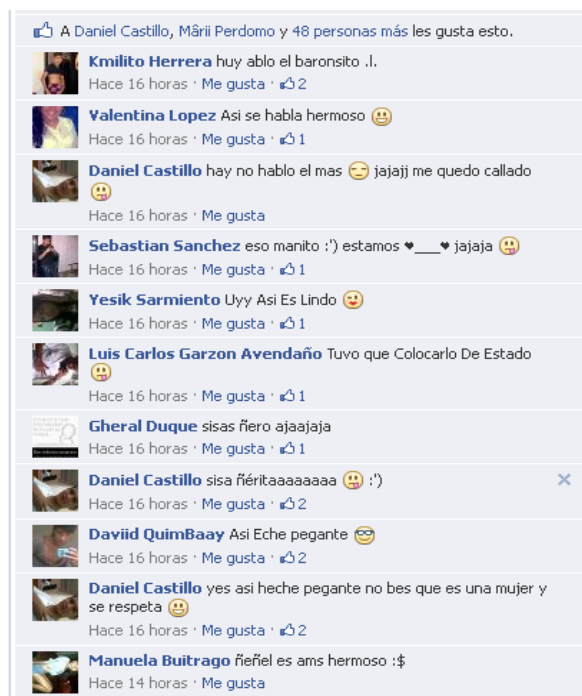 A Daniel Castillo, Mârii Perdomo y 48 personas más les gusta esto.
Kmilito Herrera huy ablo el baronsito .l.
Hace 16 horas · Me gusta · 2
Valentina Lopez Asi se habla hermoso
Hace 16 horas · Me gusta · 1
Daniel Castillo hay no hablo el mas jajajj me quedo callado
Hace 16 horas · Me gusta
Sebastian Sanchez eso manito :') estamos ♥___♥ jajaja
Hace 16 horas · Me gusta · 1
Yesik Sarmiento Uyy Asi Es Lindo
Hace 16 horas · Me gusta · 1
Luis Carlos Garzon Avendaño Tuvo que Colocarlo De Estado
Hace 16 horas · Me gusta · 1
Gheral Duque sisas ñero ajaajaja
Hace 16 horas · Me gusta · 1
Daniel Castillo sisa ñéritaaaaaaaa :')
Hace 16 horas · Me gusta · 2
Daviid QuimBaay Asi Eche pegante
Hace 16 horas · Me gusta · 2
Daniel Castillo yes asi heche pegante no bes que es una mujer y
se respeta
Hace 16 horas · Me gusta · 2
Manuela Buitrago ñeñel es ams hermoso :$
Hace 14 horas · Me gusta